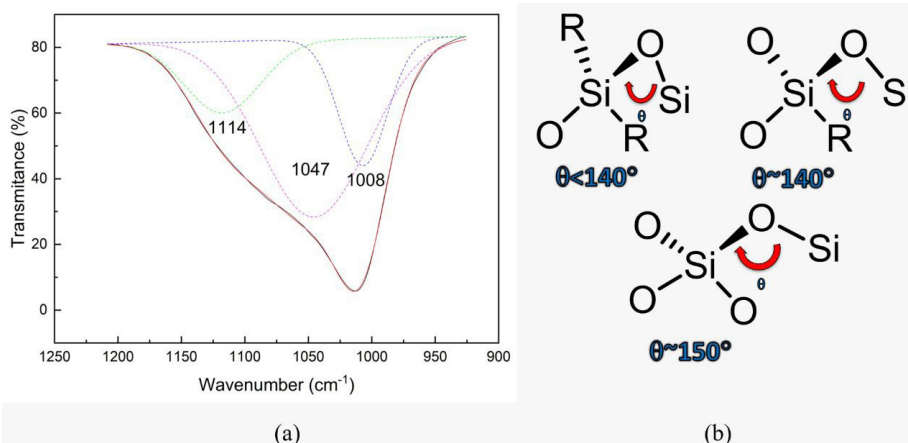 80
60
40
20
0
Transmitance (%)
1114
1047
1008
1250 1200 1150 1100 1050 1000 950 900
Wavenumber (cm⁻¹)
(a)
R O
Si Si
θ
O R
θ<140°
O O
Si S
θ
O R
θ~140°
O O
Si Si
θ
O O
θ~150°
(b)